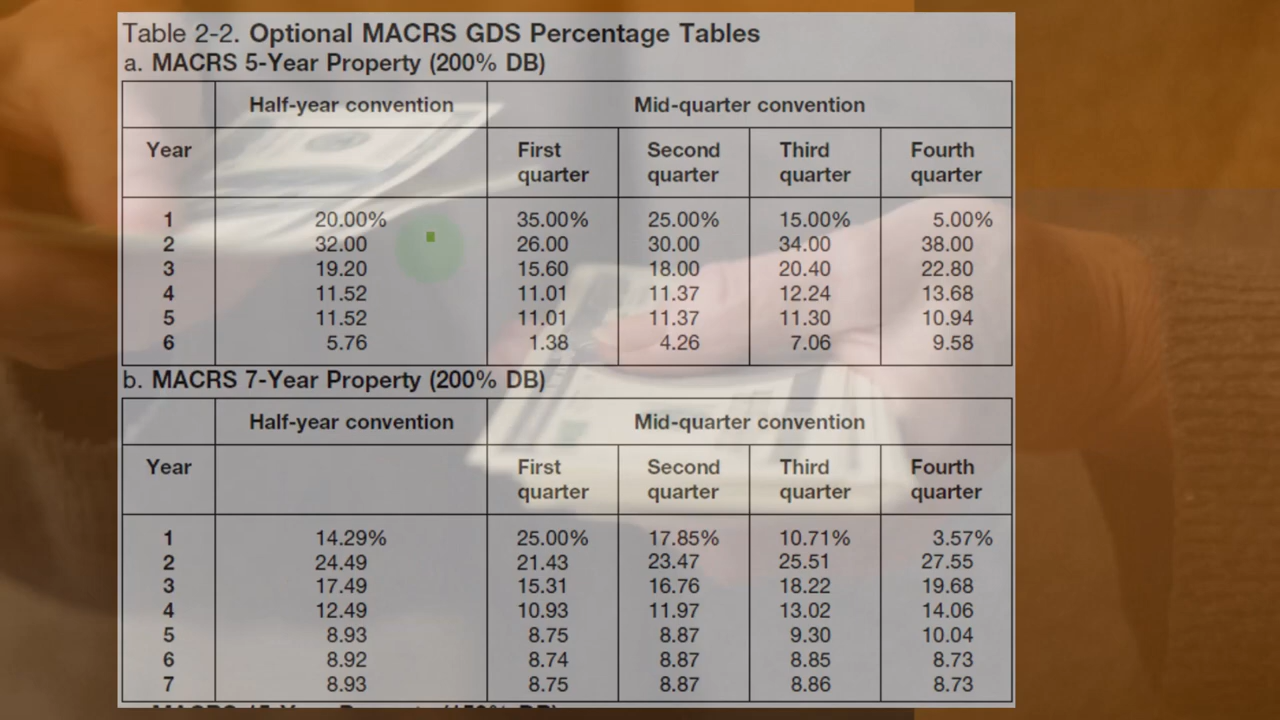 Table 2-2. Optional MACRS GDS Percentage Tables
a. MACRS 5-Year Property (200% DB)
Half-year convention Mid-quarter convention
Year First quarter Second quarter Third quarter Fourth quarter
1 20.00% 35.00% 25.00% 15.00% 5.00%
2 32.00 26.00 30.00 34.00 38.00
3 19.20 15.60 18.00 20.40 22.80
4 11.52 11.01 11.37 12.24 13.68
5 11.52 11.01 11.37 11.30 10.94
6 5.76 1.38 4.26 7.06 9.58
b. MACRS 7-Year Property (200% DB)
Half-year convention Mid-quarter convention
Year First quarter Second quarter Third quarter Fourth quarter
1 14.29% 25.00% 17.85% 10.71% 3.57%
2 24.49 21.43 23.47 25.51 27.55
3 17.49 15.31 16.76 18.22 19.68
4 12.49 10.93 11.97 13.02 14.06
5 8.93 8.75 8.87 9.30 10.04
6 8.92 8.74 8.87 8.85 8.73
7 8.93 8.75 8.87 8.86 8.73